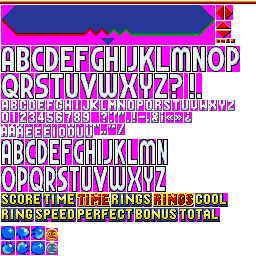 ABCDEFGHIJKLMNOP
QRSTUVWXYZ?!.
ABCDEFGHIJKLMNOPQRSTUVWXYZ
0123456789
ABCDEFGHIJKLMN
OPQRSTUVWXYZ
SCORE TIME TIME RINGS RINGS COOL
RING SPEED PERFECT BONUS TOTAL